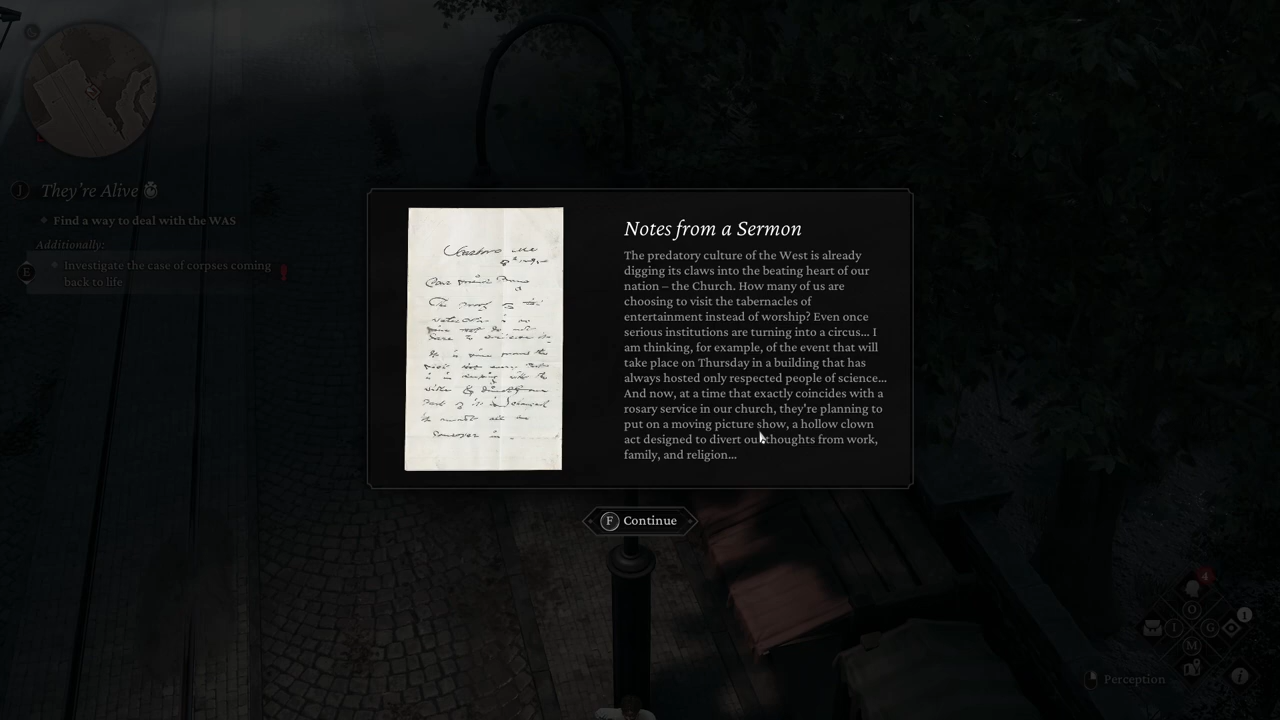 J
They're Alive
Find a way to deal with the WAS
Additionally:
E
Investigate the case of corpses coming
back to life
Notes from a Sermon
The predatory culture of the West is already
digging its claws into the beating heart of our
nation – the Church. How many of us are
choosing to visit the tabernacles of
entertainment instead of worship? Even once
serious institutions are turning into a circus... I
am thinking, for example, of the event that will
take place on Thursday in a building that has
always hosted only respected people of science...
And now, at a time that exactly coincides with a
rosary service in our church, they're planning to
put on a moving picture show, a hollow clown
act designed to divert our thoughts from work,
family, and religion...
F Continue
4
O
I
G
M
Perception